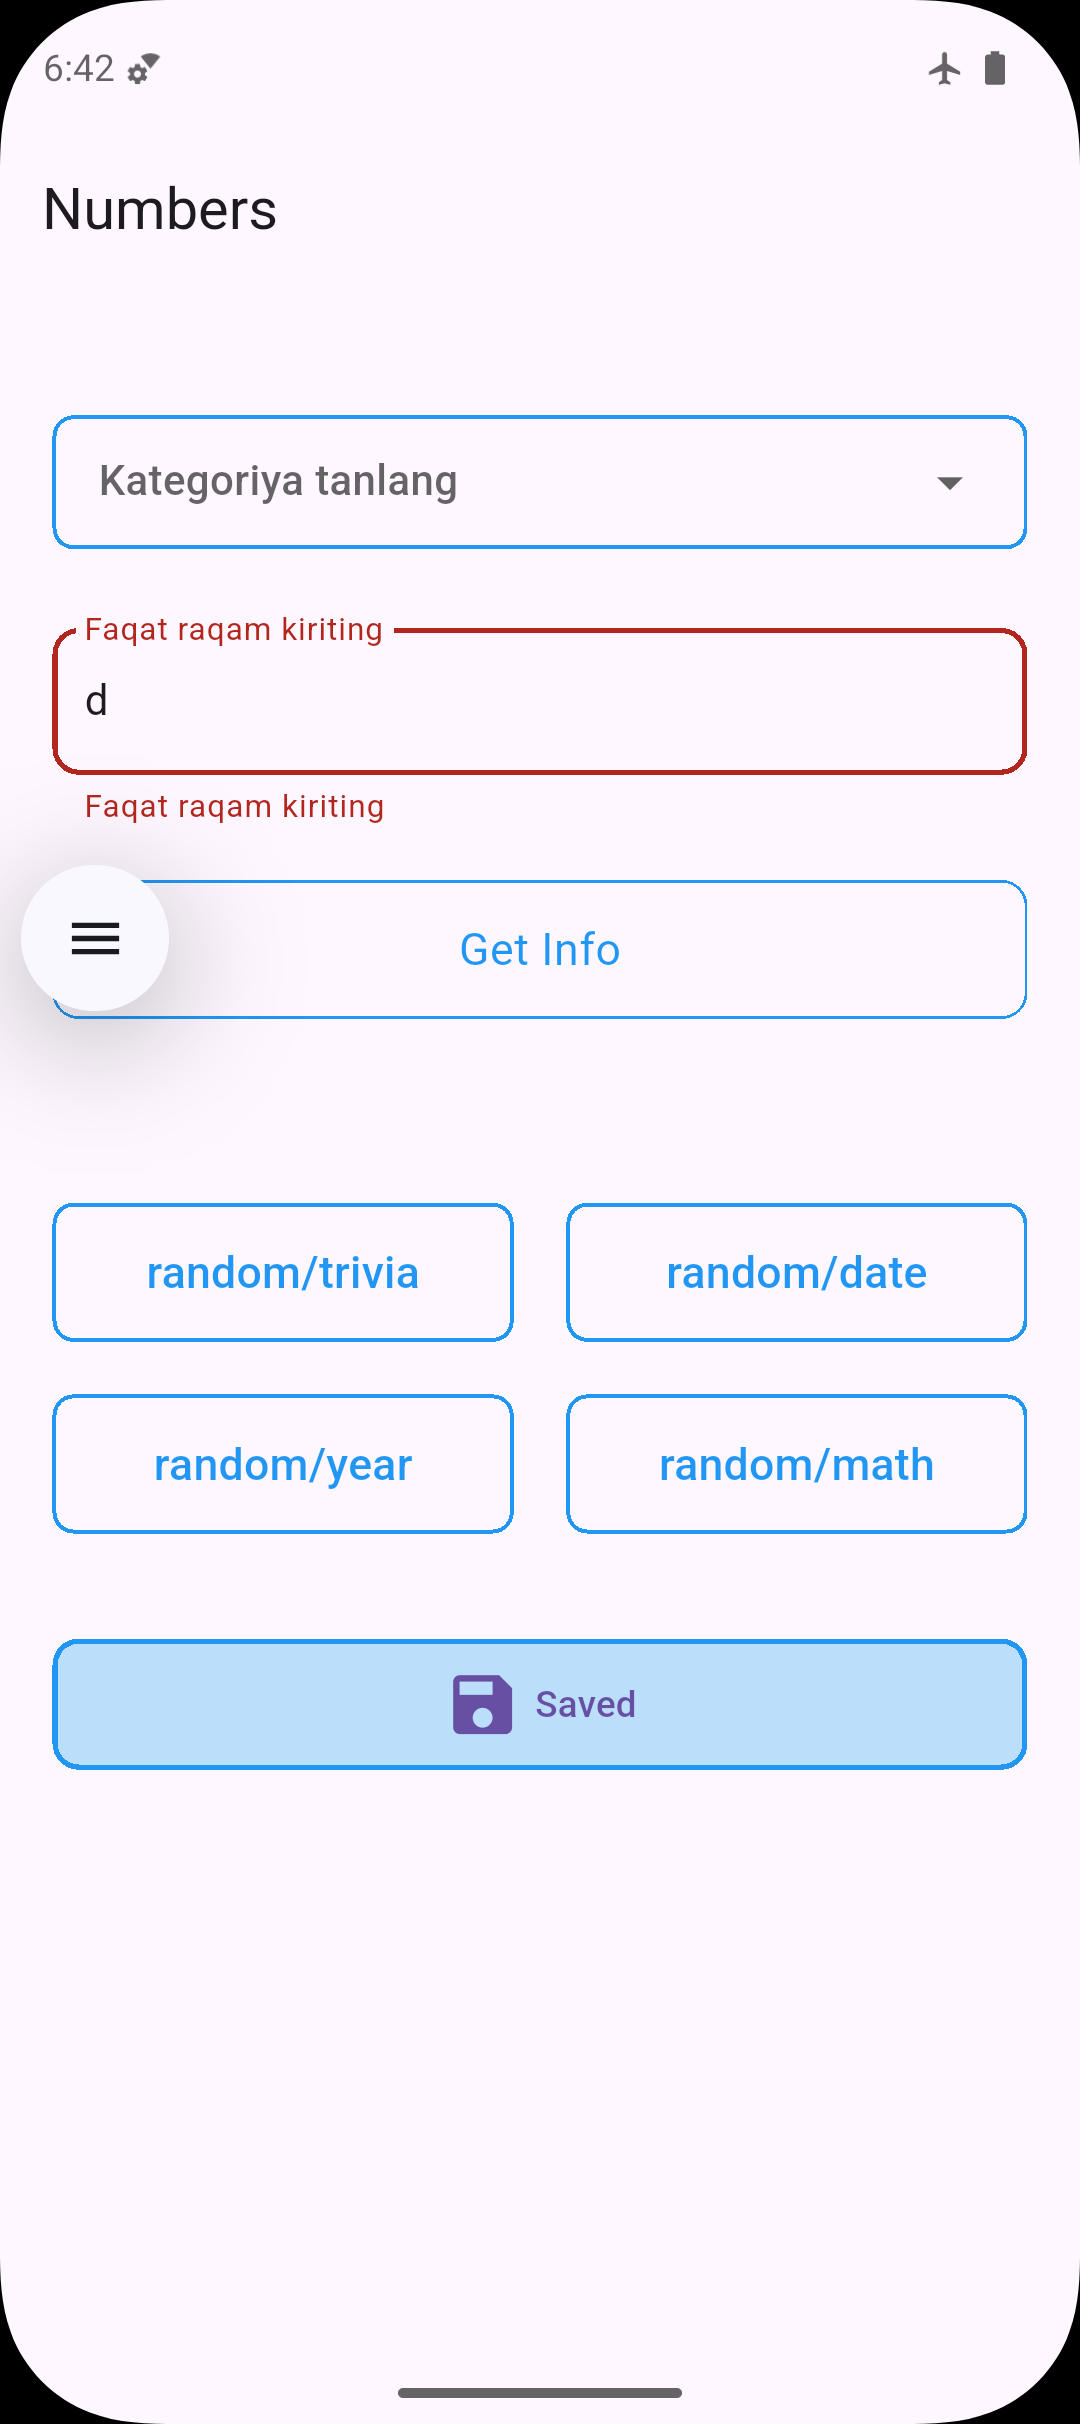 6:42
Numbers
Kategoriya tanlang
Faqat raqam kiriting
d
Faqat raqam kiriting
Get Info
random/trivia
random/date
random/year
random/math
Saved